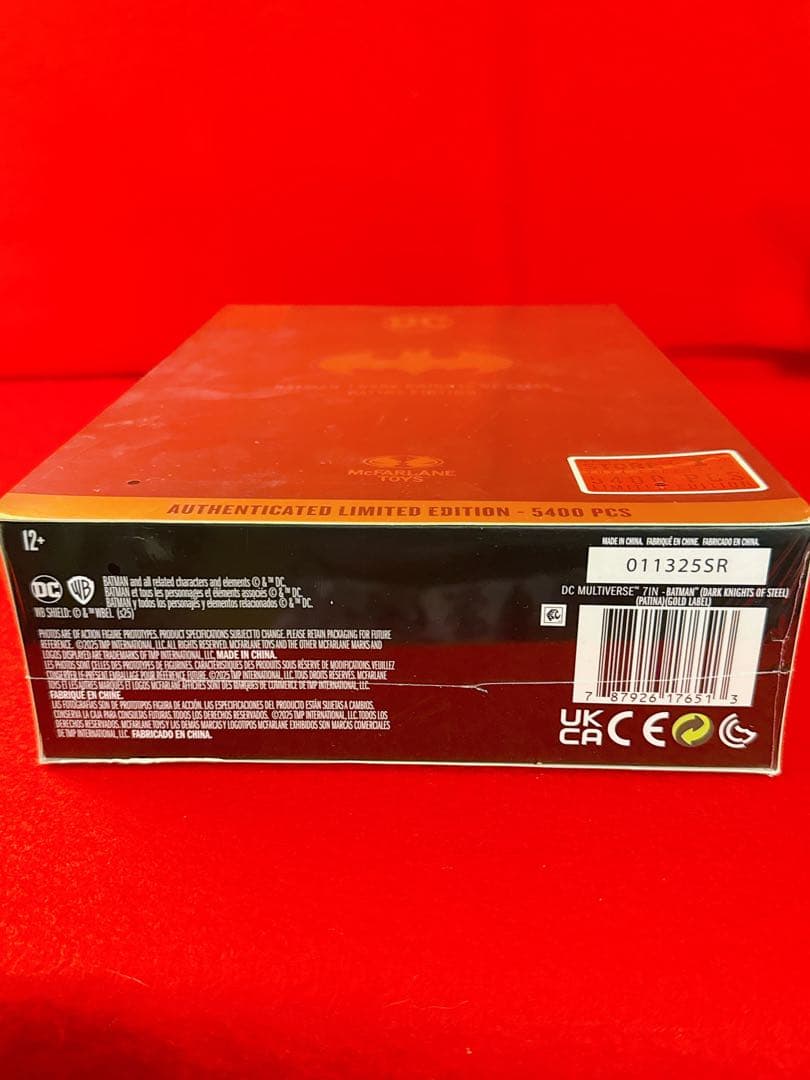 DC
McFARLANE
TOYS
AUTHENTICATED LIMITED EDITION - 5400 PCS
12+
DC WB
BATMAN and all related characters and elements © & ™ DC.
BATMAN et tous les personnages et éléments associés © & ™ DC.
BATMAN y todos los personajes y elementos relacionados © & ™ DC.
WB SHIELD: © & ™ WBEI. (s25)
PHOTOS ARE OF ACTION FIGURE PROTOTYPES. PRODUCT SPECIFICATIONS SUBJECT TO CHANGE. PLEASE RETAIN PACKAGING FOR FUTURE
REFERENCE. ©2025 TMP INTERNATIONAL, LLC. ALL RIGHTS RESERVED. MCFARLANE TOYS AND THE OTHER MCFARLANE MARKS AND
LOGOS DISPLAYED ARE TRADEMARKS OF TMP INTERNATIONAL, LLC. MADE IN CHINA.
LES PHOTOS SONT CELLES DES PROTOTYPES DE FIGURINES. CARACTÉRISTIQUES DES PRODUITS SOUS RÉSERVE DE MODIFICATIONS. VEUILLEZ
CONSERVER LE PRÉSENT EMBALLAGE POUR RÉFÉRENCE FUTURE. ©2025 TMP INTERNATIONAL, LLC. TOUS DROITS RÉSERVÉS. MCFARLANE
TOYS ET LES AUTRES MARQUES ET LOGOS MCFARLANE AFFICHÉS SONT DES MARQUES DE COMMERCE DE TMP INTERNATIONAL, LLC.
FABRIQUÉ EN CHINE.
LAS FOTOGRAFÍAS SON DE PROTOTIPOS FIGURA DE ACCIÓN. LAS ESPECIFICACIONES DEL PRODUCTO ESTÁN SUJETAS A CAMBIOS.
CONSERVA LA CAJA PARA CONSULTAS FUTURAS. ©2025 TMP INTERNATIONAL, LLC. TODOS LOS
DERECHOS RESERVADOS. MCFARLANE TOYS Y LAS DEMÁS MARCAS Y LOGOTIPOS MCFARLANE EXHIBIDOS SON MARCAS COMERCIALES
DE TMP INTERNATIONAL, LLC. FABRICADO EN CHINA.
MADE IN CHINA. FABRIQUÉ EN CHINE. FABRICADO EN CHINA.
011325SR
DC MULTIVERSE™ 7IN - BATMAN™ (DARK KNIGHTS OF STEEL)
(PATINA)(GOLD LABEL)
7 87926 17651 3
UK
CA CE